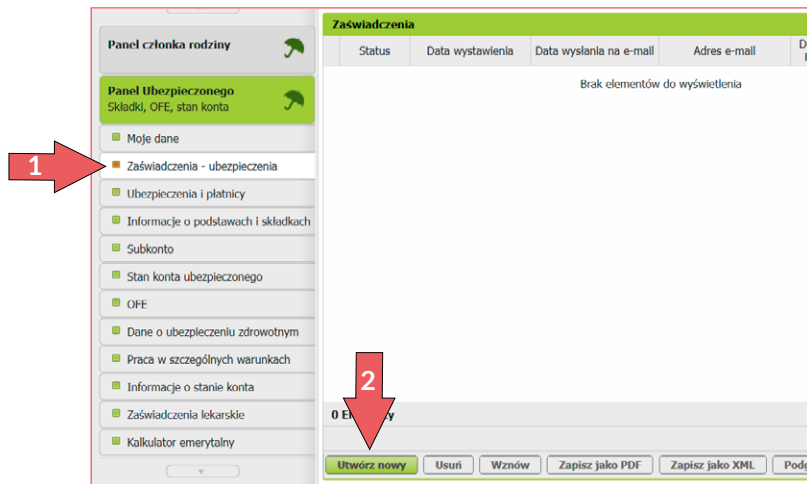 Panel członka rodziny
Panel Ubezpieczonego
Składki, OFE, stan konta
Moje dane
1
Zaświadczenia - ubezpieczenia
Ubezpieczenia i płatnicy
Informacje o podstawach i składkach
Subkonto
Stan konta ubezpieczonego
OFE
Dane o ubezpieczeniu zdrowotnym
Praca w szczególnych warunkach
Informacje o stanie konta
Zaświadczenia lekarskie
Kalkulator emerytalny
Zaświadczenia
Status Data wystawienia Data wysłania na e-mail Adres e-mail
Brak elementów do wyświetlenia
2
0
Utwórz nowy Usuń Wznów Zapisz jako PDF Zapisz jako XML